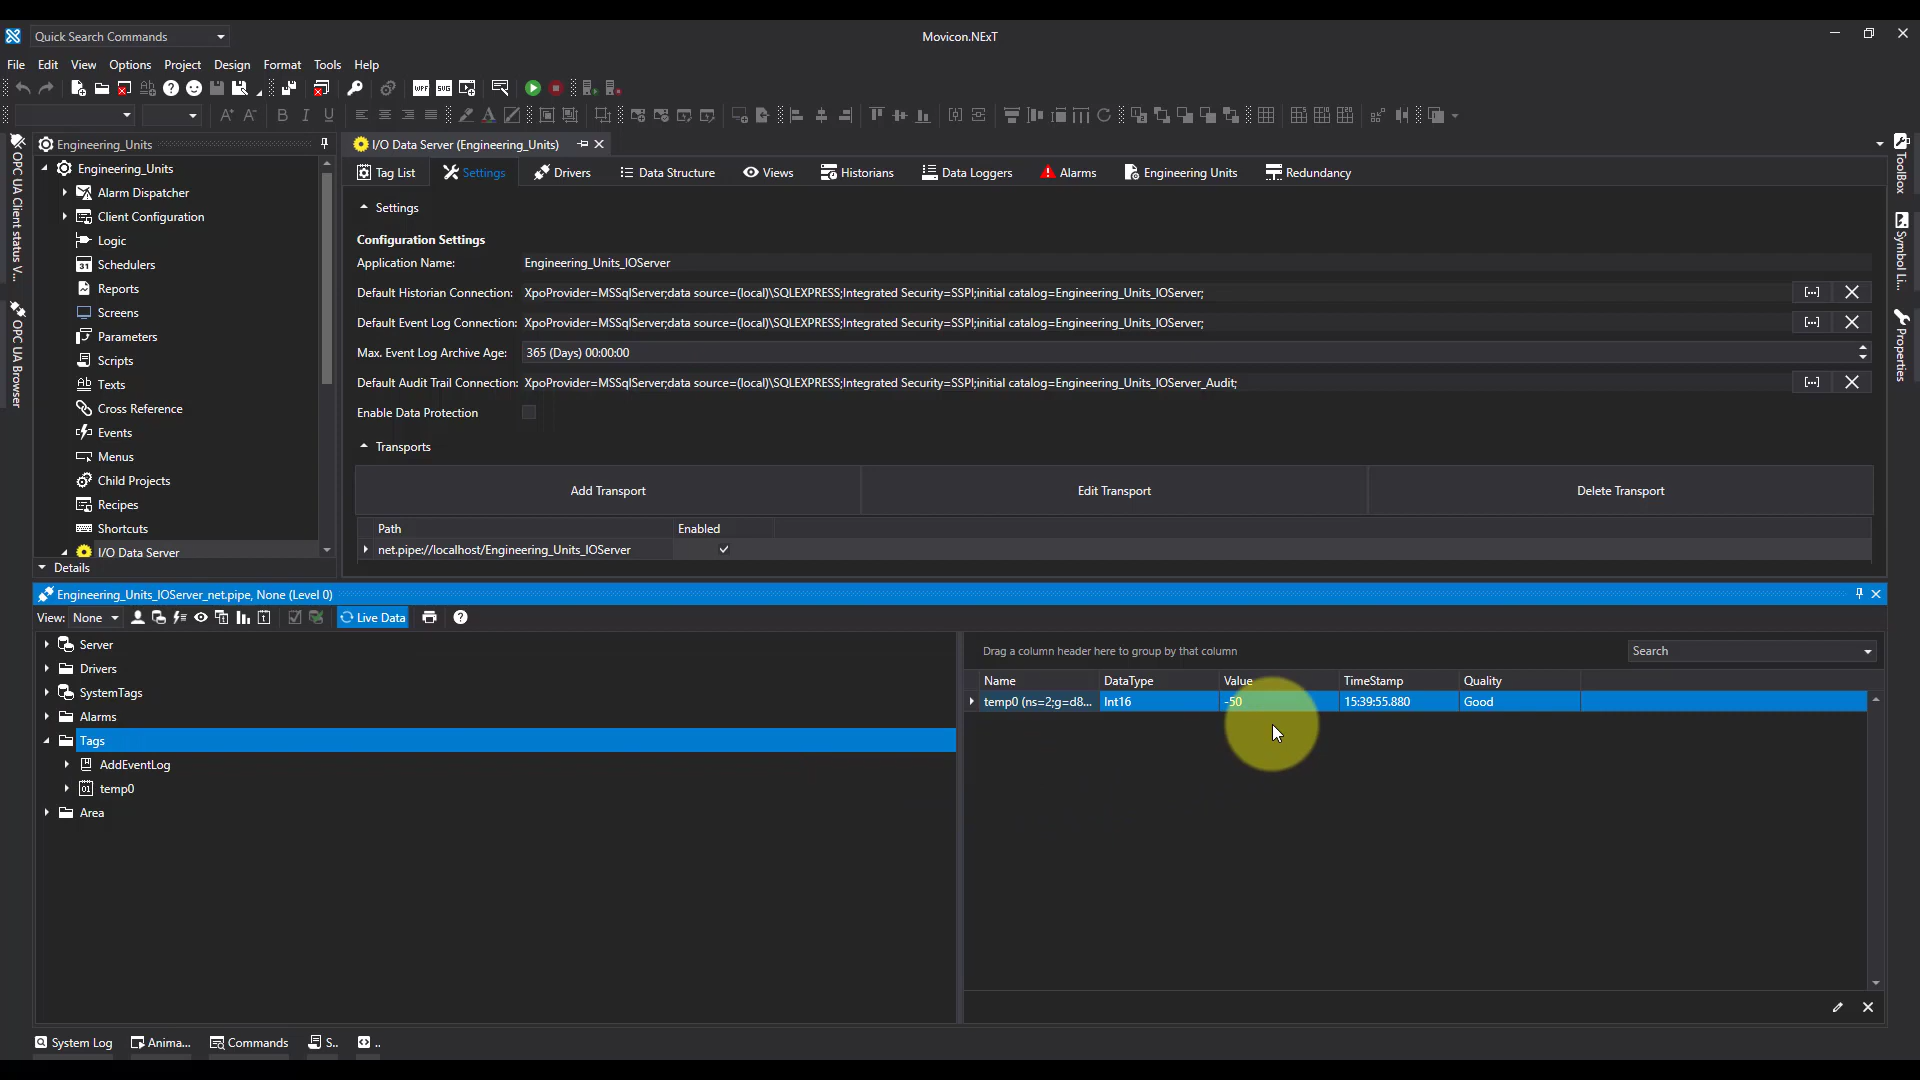 Quick Search Commands
Movicon.NExT
File Edit View Options Project Design Format Tools Help
WPF SVG
B I U
Engineering_Units
I/O Data Server (Engineering_Units)
Engineering_Units
Alarm Dispatcher
Client Configuration
Logic
Schedulers
Reports
Screens
Parameters
Scripts
Texts
Cross Reference
Events
Menus
Child Projects
Recipes
Shortcuts
I/O Data Server
Details
OPC UA Client status V...
OPC UA Browser
Tag List Settings Drivers Data Structure Views Historians Data Loggers Alarms Engineering Units Redundancy
Settings
Configuration Settings
Application Name: Engineering_Units_IOServer
Default Historian Connection: XpoProvider=MSSqlServer;data source=(local)\SQLEXPRESS;Integrated Security=SSPI;initial catalog=Engineering_Units_IOServer;
Default Event Log Connection: XpoProvider=MSSqlServer;data source=(local)\SQLEXPRESS;Integrated Security=SSPI;initial catalog=Engineering_Units_IOServer;
Max. Event Log Archive Age: 365 (Days) 00:00:00
Default Audit Trail Connection: XpoProvider=MSSqlServer;data source=(local)\SQLEXPRESS;Integrated Security=SSPI;initial catalog=Engineering_Units_IOServer_Audit;
Enable Data Protection
Transports
Add Transport Edit Transport Delete Transport
Path Enabled
net.pipe://localhost/Engineering_Units_IOServer
ToolBox
Symbol Li...
Properties
Engineering_Units_IOServer_net.pipe, None (Level 0)
View: None Live Data
Server
Drivers
SystemTags
Alarms
Tags
AddEventLog
temp0
Area
Drag a column header here to group by that column
Search
Name DataType Value TimeStamp Quality
temp0 (ns=2;g=d8... Int16 -50 15:39:55.880 Good
System Log Anima... Commands S.. ..